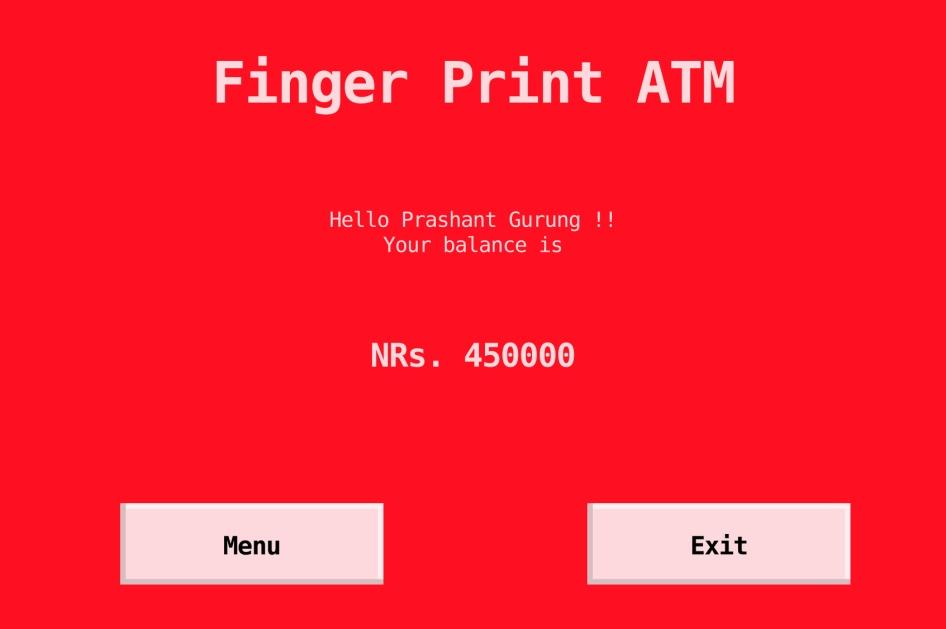 Finger Print ATM
Hello Prashant Gurung !!
Your balance is
NRs. 450000
Menu
Exit